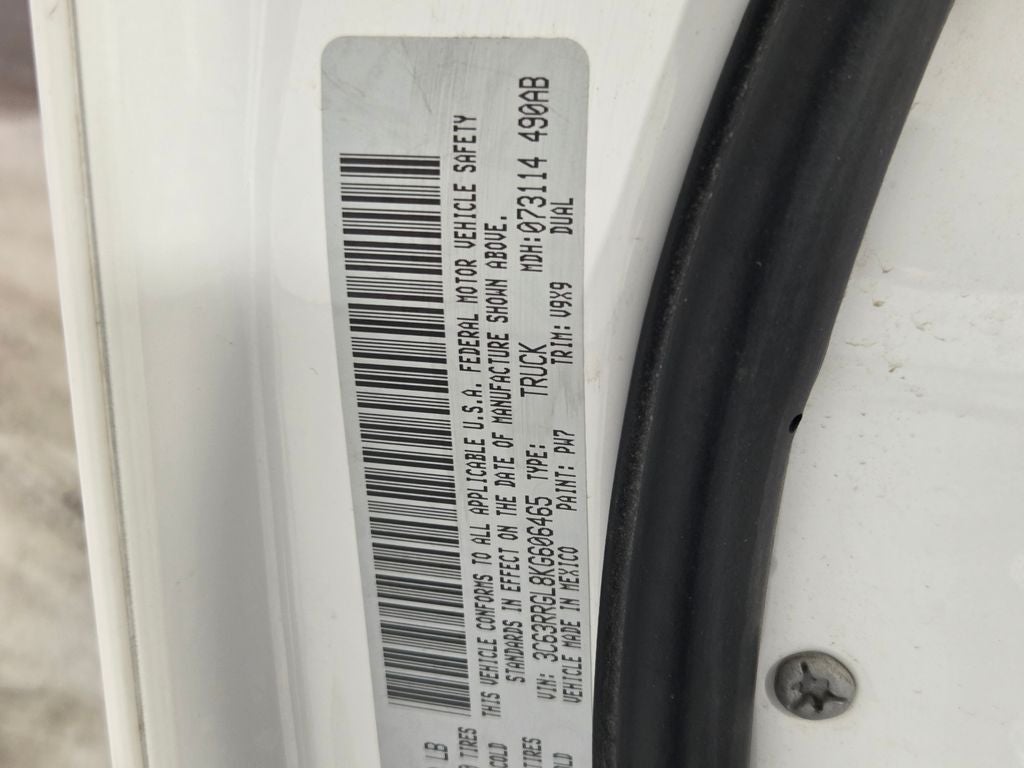 THIS VEHICLE CONFORMS TO ALL APPLICABLE U.S.A. FEDERAL MOTOR VEHICLE SAFETY
STANDARDS IN EFFECT ON THE DATE OF MANUFACTURE SHOWN ABOVE.
VIN: 3C63RRGL8KG606465 TYPE: TRUCK MDH:073114 490AB
VEHICLE MADE IN MEXICO PAINT: PW7 TRIM: V9X9 DUAL
LB
TIRES
COLD
TIRES